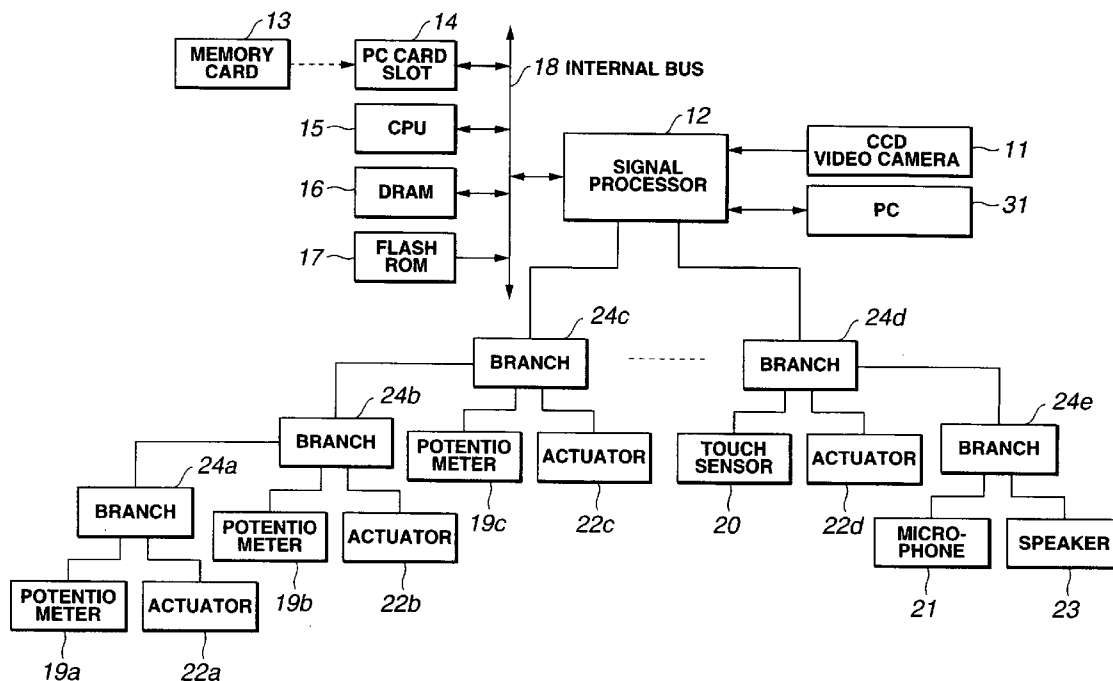 13
MEMORY
CARD
14
PC CARD
SLOT
18 INTERNAL BUS
15
CPU
12
SIGNAL
PROCESSOR
CCD
VIDEO CAMERA
11
16
DRAM
PC
31
17
FLASH
ROM
24c
BRANCH
24d
BRANCH
24b
BRANCH
POTENTIO
METER
19c
ACTUATOR
22c
TOUCH
SENSOR
20
ACTUATOR
22d
24e
BRANCH
24a
BRANCH
POTENTIO
METER
19b
ACTUATOR
22b
MICRO-
PHONE
21
SPEAKER
23
POTENTIO
METER
19a
ACTUATOR
22a